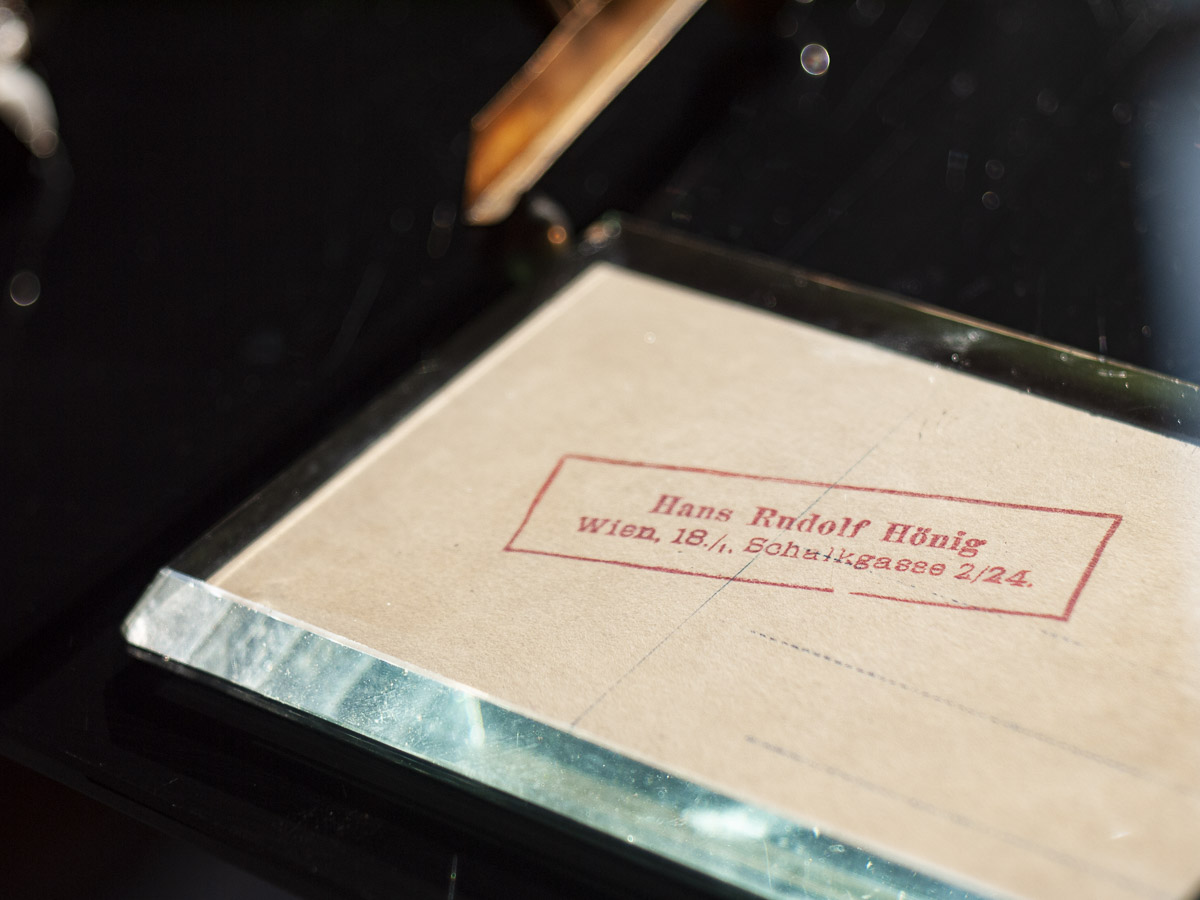 Hans Rudolf Hönig
Wien, 18./1. Schalkgasse 2/24.